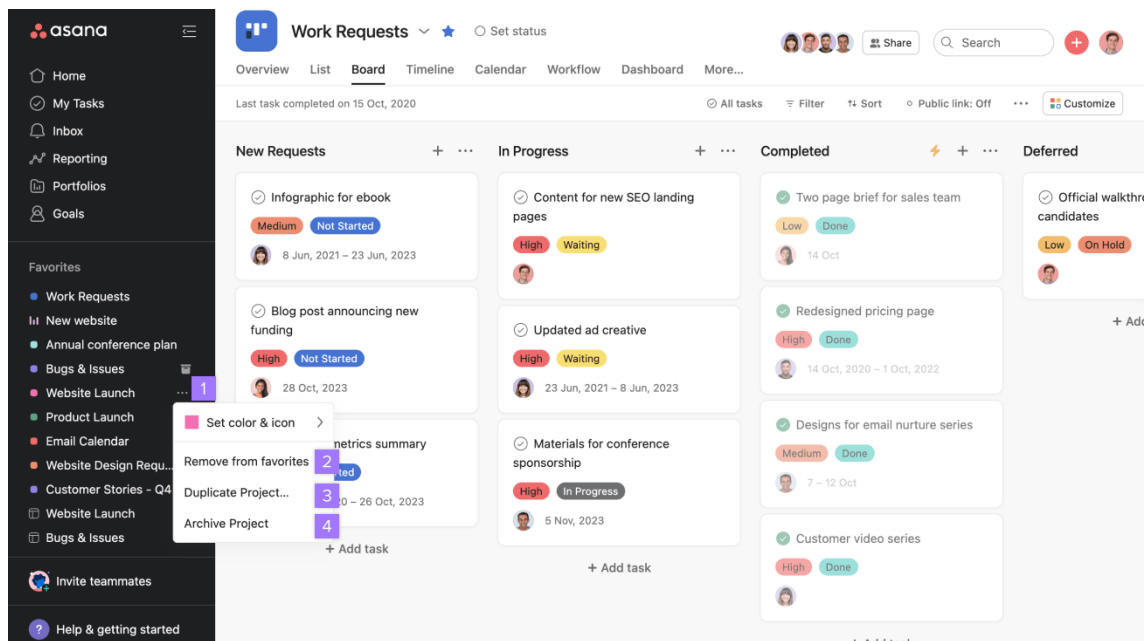 asana
Home
My Tasks
Inbox
Reporting
Portfolios
Goals
Favorites
Work Requests
New website
Annual conference plan
Bugs & Issues
Website Launch
Product Launch
Email Calendar
Website Design Requ...
Customer Stories - Q4
Website Launch
Bugs & Issues
Invite teammates
? Help & getting started
1
Set color & icon
Remove from favorites 2
Duplicate Project... 3
Archive Project 4
Work Requests
Set status
Share
Search
Overview List Board Timeline Calendar Workflow Dashboard More...
Last task completed on 15 Oct, 2020
All tasks Filter Sort Public link: Off ... Customize
New Requests + ...
Infographic for ebook
Medium Not Started
8 Jun, 2021 – 23 Jun, 2023
Blog post announcing new
funding
High Not Started
28 Oct, 2023
metrics summary
– 26 Oct, 2023
+ Add task
In Progress + ...
Content for new SEO landing
pages
High Waiting
Updated ad creative
High Waiting
23 Jun, 2021 – 8 Jun, 2023
Materials for conference
sponsorship
High In Progress
5 Nov, 2023
+ Add task
Completed + ...
Two page brief for sales team
Low Done
14 Oct
Redesigned pricing page
High Done
14 Oct, 2020 – 1 Oct, 2022
Designs for email nurture series
Medium Done
7 – 12 Oct
Customer video series
High Done
Deferred
Official walkthro
candidates
Low On Hold
+ Add